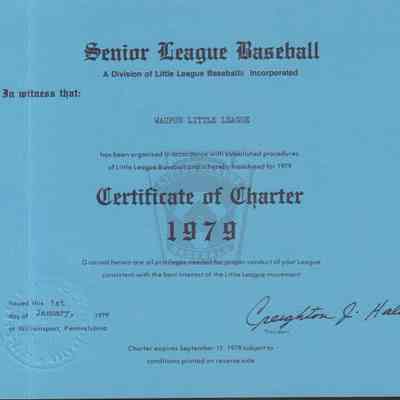 Senior League Baseball
A Division of Little League Baseball® Incorporated
In witness that:
WAUPUN LITTLE LEAGUE
has been organized in accordance with established procedures
of Little League Baseball and is hereby franchised for 1979
Certificate of Charter
1979
Granted herein are all privileges needed for proper conduct of your League
consistent with the best interest of the Little League movement
Issued this 1st
day of January, 1979
at Williamsport, Pennsylvania
Creighton J. Hale
President
Charter expires September 15, 1979 subject to
conditions printed on reverse side